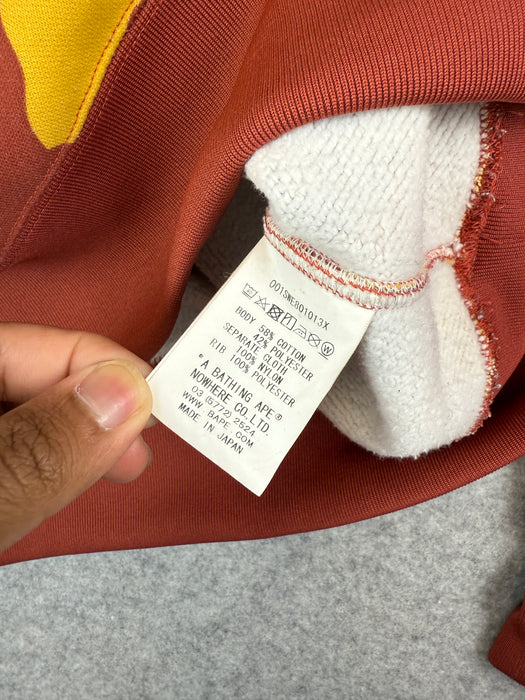 001SWE801013X
BODY 58% COTTON
42% POLYESTER
SEPARATE CLOTH
100% NYLON
RIB 100% POLYESTER
*A BATHING APE®
NOWHERE CO.,LTD.
03 (5772) 2524
WWW.BAPE.COM
MADE IN JAPAN